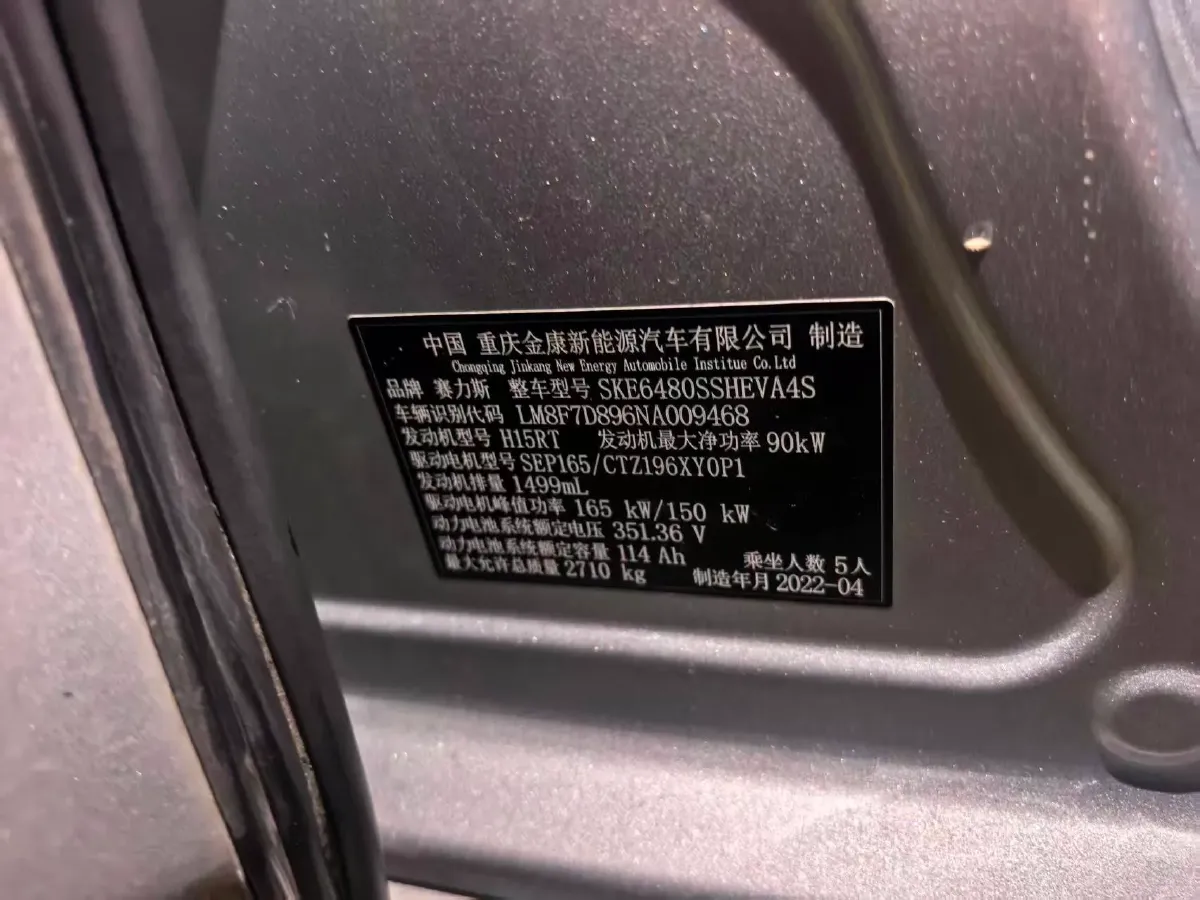 中国 重庆金康新能源汽车有限公司 制造
Chongqing Jinkang New Energy Automobile Institue Co.Ltd
品牌 赛力斯 整车型号 SKE6480SSHEVA4S
车辆识别代码 LM8F7D896NA009468
发动机型号 H15RT 发动机最大净功率 90kW
驱动电机型号 SEP165/CTZ196XY0P1
发动机排量 1499mL
驱动电机峰值功率 165 kW/150 kW
动力电池系统额定电压 351.36 V
动力电池系统额定容量 114 Ah 乘坐人数 5人
最大允许总质量 2710 kg 制造年月 2022-04